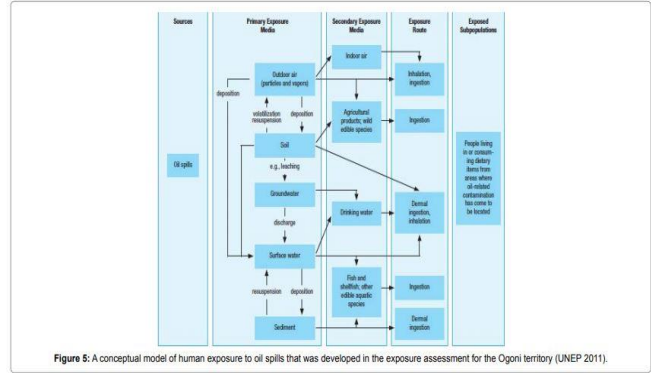 Sources
Primary Exposure
Media
Secondary Exposure
Media
Exposure
Route
Exposed
Subpopulations
Indoor air
Outdoor air
(particles and vapors)
Inhalation,
ingestion
deposition
volatilization
resuspension
deposition
Agricultural
products; wild
edible species
Ingestion
Soil
Oil spills
e.g., leaching
People living
in or consum-
ing dietary
items from
areas where
oil-related
contamination
has come to
be located
Groundwater
Drinking water
Dermal
ingestion,
inhalation
discharge
Surface water
resuspension
deposition
Fish and
shellfish; other
edible aquatic
species
Ingestion
Sediment
Dermal
ingestion
Figure 5: A conceptual model of human exposure to oil spills that was developed in the exposure assessment for the Ogoni territory (UNEP 2011).